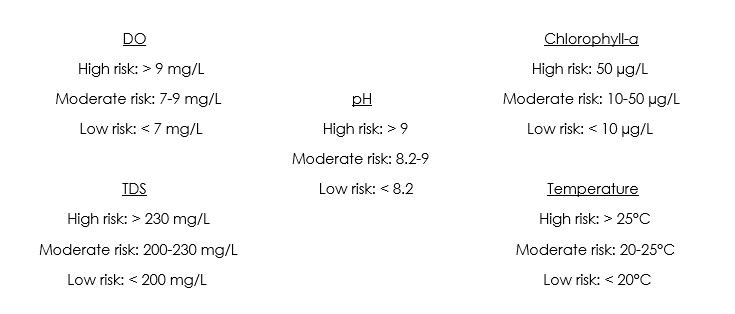 DO
High risk: > 9 mg/L
Moderate risk: 7-9 mg/L
Low risk: < 7 mg/L
TDS
High risk: > 230 mg/L
Moderate risk: 200-230 mg/L
Low risk: < 200 mg/L
pH
High risk: > 9
Moderate risk: 8.2-9
Low risk: < 8.2
Chlorophyll-a
High risk: 50 µg/L
Moderate risk: 10-50 µg/L
Low risk: < 10 µg/L
Temperature
High risk: > 25°C
Moderate risk: 20-25°C
Low risk: < 20°C